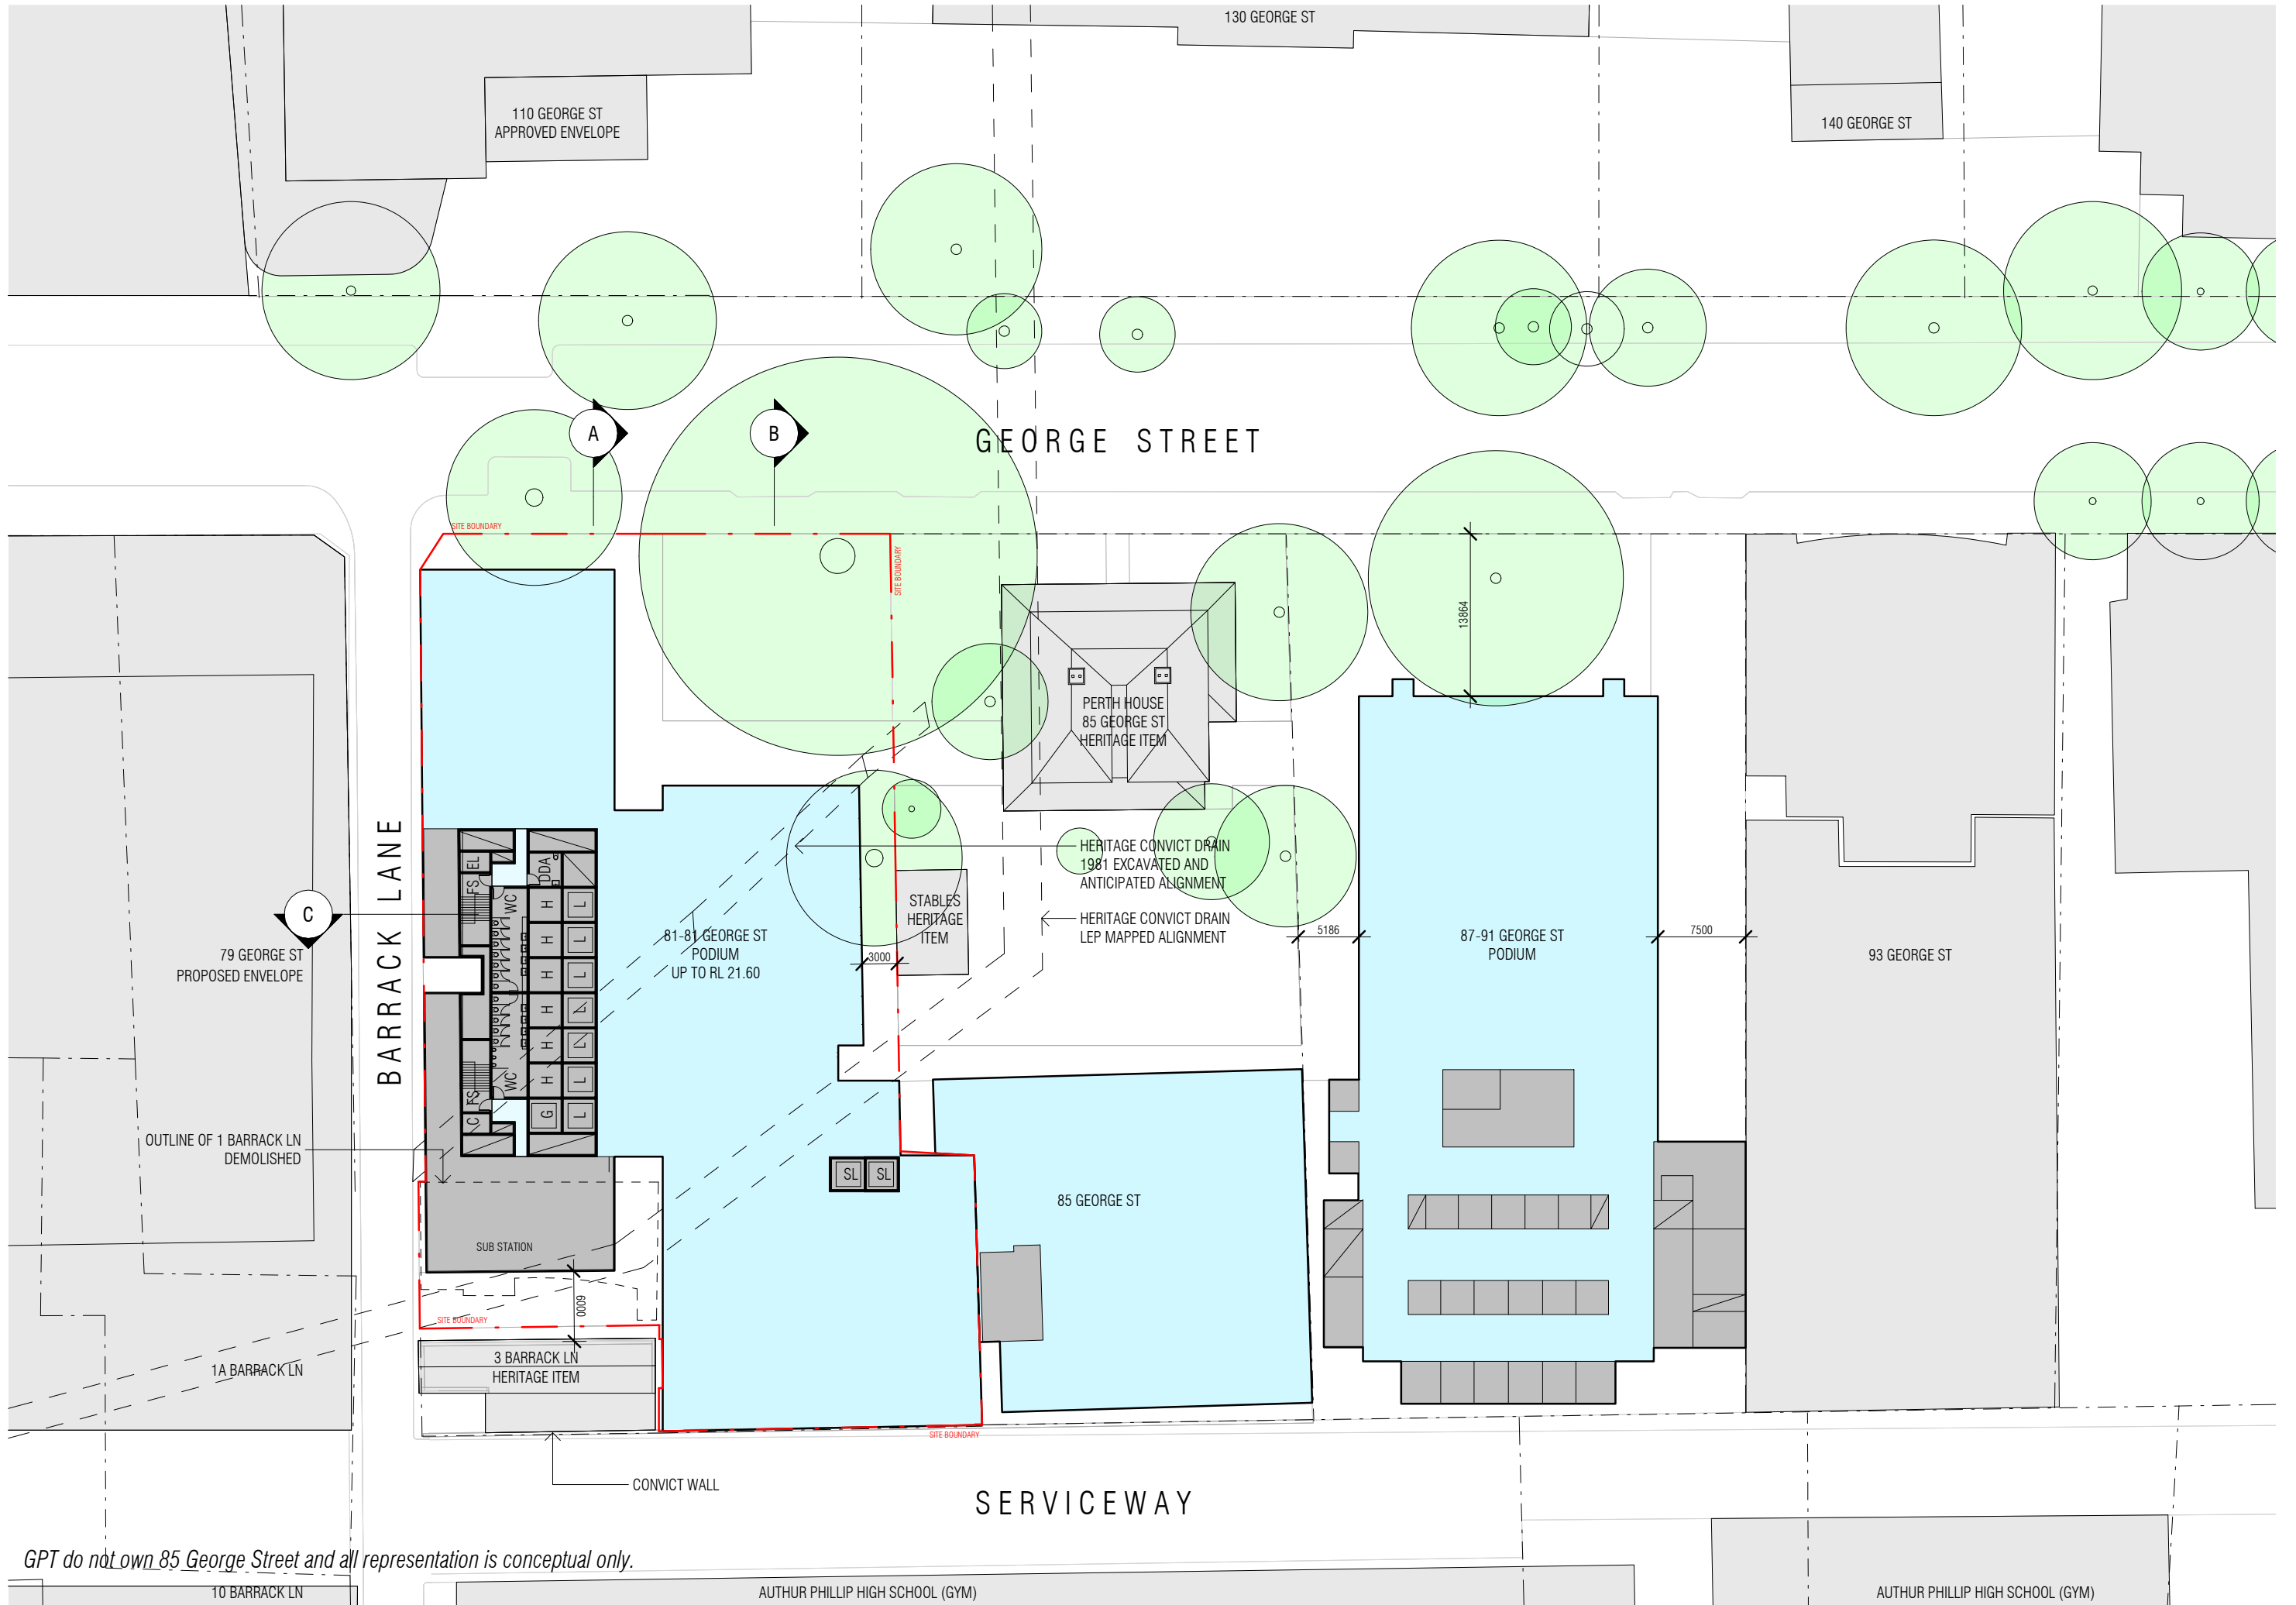 130 GEORGE ST
110 GEORGE ST
APPROVED ENVELOPE
140 GEORGE ST
A
B
GEORGE STREET
SITE BOUNDARY
SITE BOUNDARY
13864
PERTH HOUSE
85 GEORGE ST
HERITAGE ITEM
BARRACK LANE
EL
FS
DDA
WC
H
L
H
L
H
L
H
L
H
L
H
L
WC
FS
C
G
L
HERITAGE CONVICT DRAIN
1981 EXCAVATED AND
ANTICIPATED ALIGNMENT
HERITAGE CONVICT DRAIN
LEP MAPPED ALIGNMENT
STABLES
HERITAGE
ITEM
C
79 GEORGE ST
PROPOSED ENVELOPE
81-81 GEORGE ST
PODIUM
UP TO RL 21.60
3000
5186
87-91 GEORGE ST
PODIUM
7500
93 GEORGE ST
OUTLINE OF 1 BARRACK LN
DEMOLISHED
SL
SL
85 GEORGE ST
SUB STATION
6000
SITE BOUNDARY
3 BARRACK LN
HERITAGE ITEM
1A BARRACK LN
SITE BOUNDARY
CONVICT WALL
SERVICEWAY
GPT do not own 85 George Street and all representation is conceptual only.
10 BARRACK LN
AUTHUR PHILLIP HIGH SCHOOL (GYM)
AUTHUR PHILLIP HIGH SCHOOL (GYM)